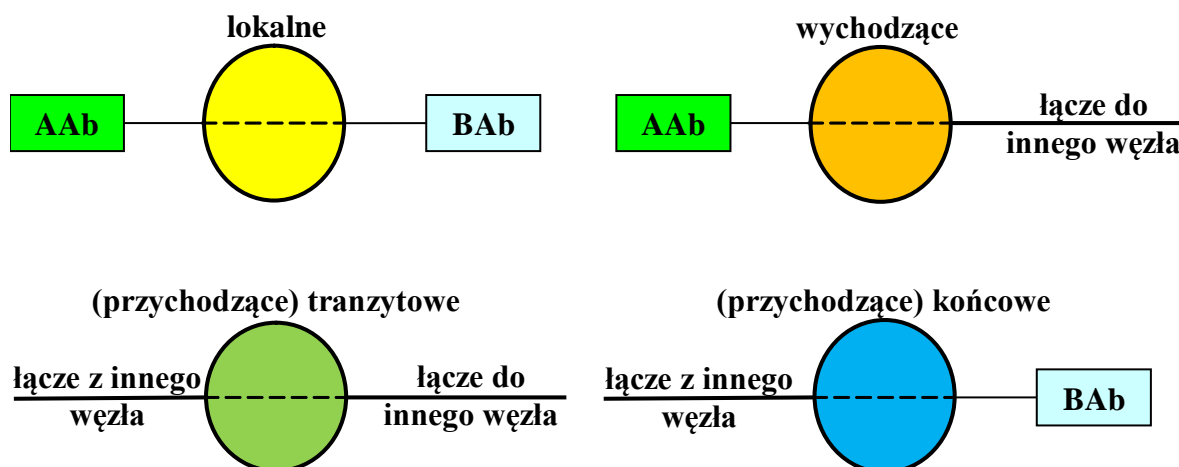 lokalne
AAb
BAb
wychodzące
AAb
łącze do
innego węzła
(przychodzące) tranzytowe
łącze z innego
węzła
łącze do
innego węzła
(przychodzące) końcowe
łącze z innego
węzła
BAb